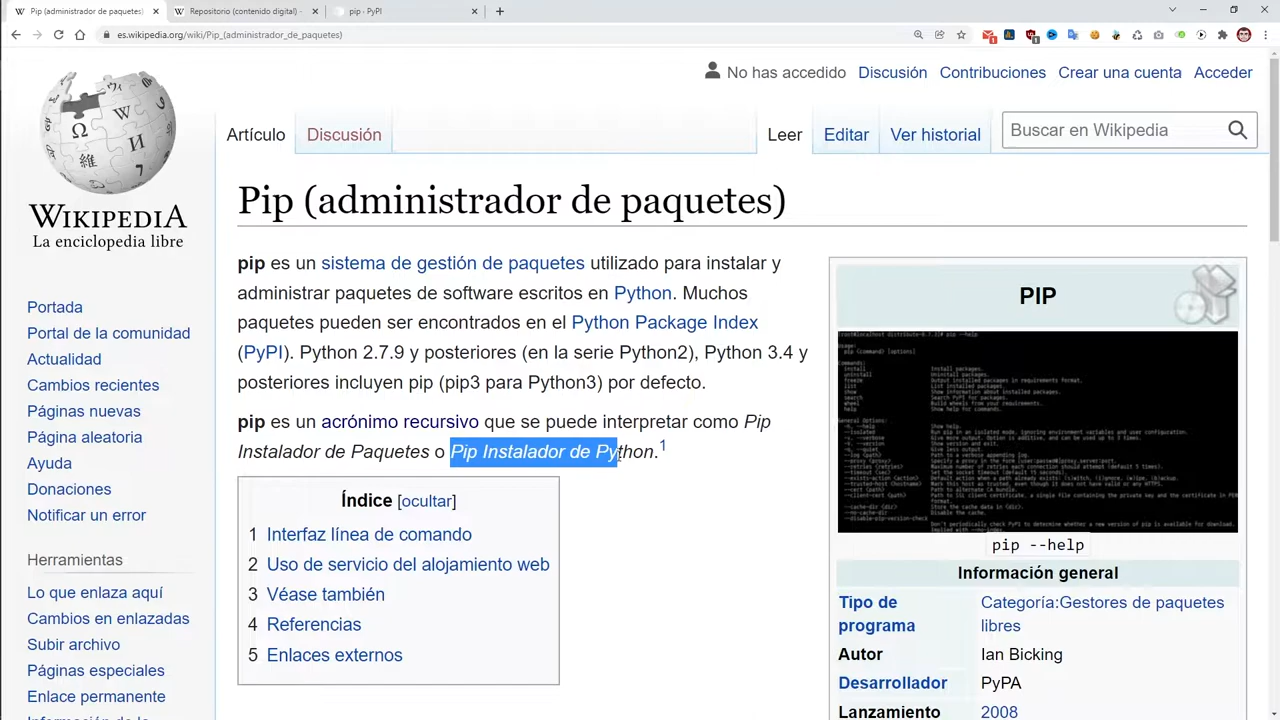 Pip (administrador de paquetes)
Repositorio (contenido digital) -
pip · PyPI
es.wikipedia.org/wiki/Pip_(administrador_de_paquetes)
No has accedido Discusión Contribuciones Crear una cuenta Acceder
Artículo Discusión Leer Editar Ver historial Buscar en Wikipedia
WIKIPEDIA
La enciclopedia libre
Portada
Portal de la comunidad
Actualidad
Cambios recientes
Páginas nuevas
Página aleatoria
Ayuda
Donaciones
Notificar un error
Herramientas
Lo que enlaza aquí
Cambios en enlazadas
Subir archivo
Páginas especiales
Enlace permanente
Pip (administrador de paquetes)
pip es un sistema de gestión de paquetes utilizado para instalar y
administrar paquetes de software escritos en Python. Muchos
paquetes pueden ser encontrados en el Python Package Index
(PyPI). Python 2.7.9 y posteriores (en la serie Python2), Python 3.4 y
posteriores incluyen pip (pip3 para Python3) por defecto.
pip es un acrónimo recursivo que se puede interpretar como Pip
Instalador de Paquetes o Pip Instalador de Python.1
Índice [ocultar]
1 Interfaz línea de comando
2 Uso de servicio del alojamiento web
3 Véase también
4 Referencias
5 Enlaces externos
PIP
pip --help
Información general
Tipo de programa Categoría:Gestores de paquetes libres
Autor Ian Bicking
Desarrollador PyPA
Lanzamiento 2008